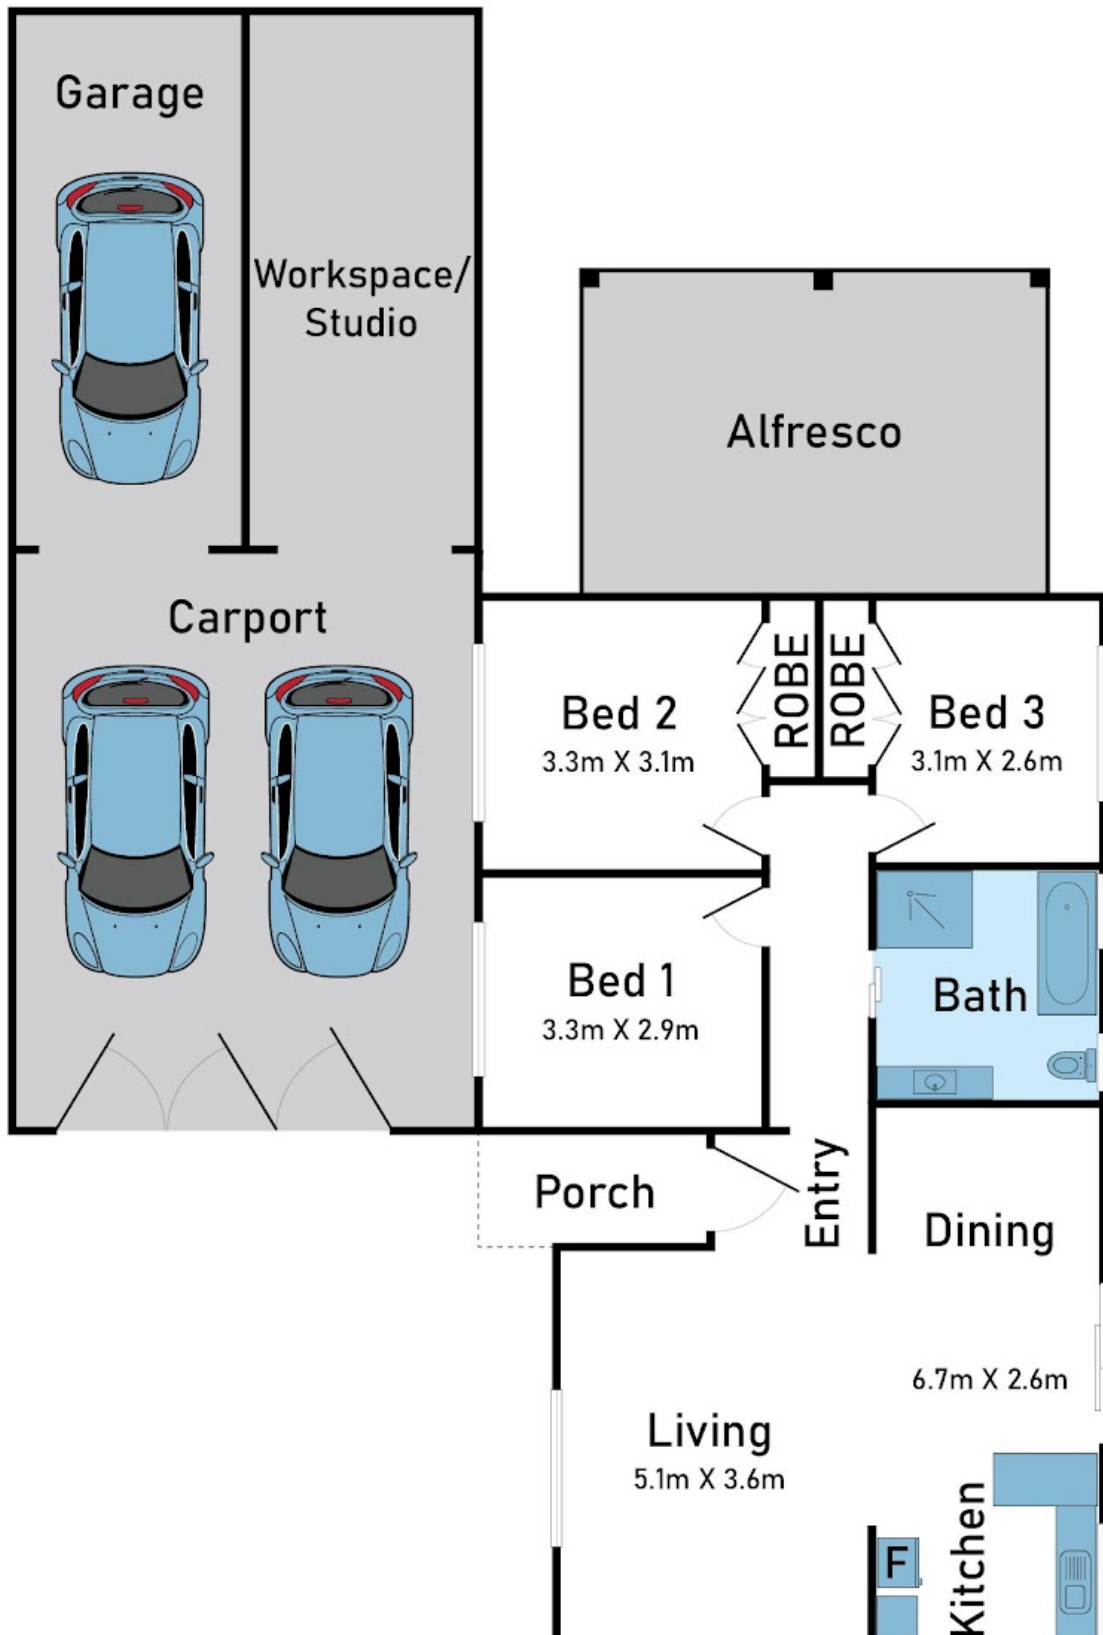 Garage
Workspace/
Studio
Alfresco
Carport
Bed 2
3.3m X 3.1m
ROBE
ROBE
Bed 3
3.1m X 2.6m
Bed 1
3.3m X 2.9m
Bath
Porch
Entry
Dining
6.7m X 2.6m
Living
5.1m X 3.6m
F
Kitchen